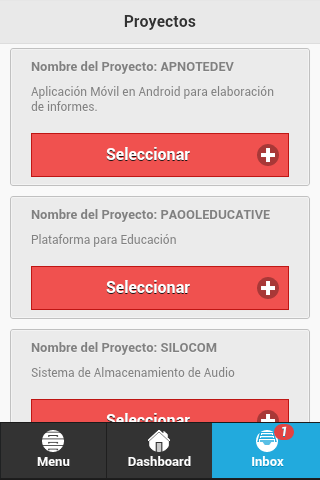 Proyectos
Nombre del Proyecto: APNOTEDEV
Aplicación Móvil en Android para elaboración
de informes.
Seleccionar
Nombre del Proyecto: PAOOLEDUCATIVE
Plataforma para Educación
Seleccionar
Nombre del Proyecto: SILOCOM
Sistema de Almacenamiento de Audio
Seleccionar
1
Menu Dashboard Inbox